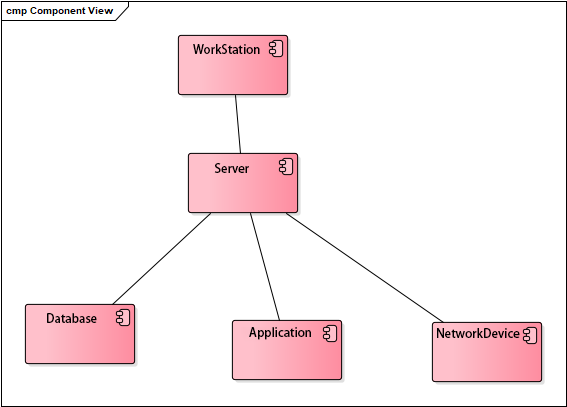 cmp Component View
WorkStation
Server
Database
Application
NetworkDevice